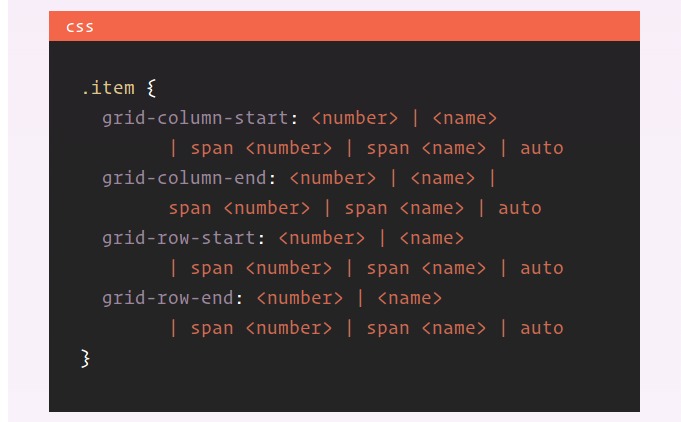 css
.item {
grid-column-start: <number> | <name>
| span <number> | span <name> | auto
grid-column-end: <number> | <name> |
span <number> | span <name> | auto
grid-row-start: <number> | <name>
| span <number> | span <name> | auto
grid-row-end: <number> | <name>
| span <number> | span <name> | auto
}